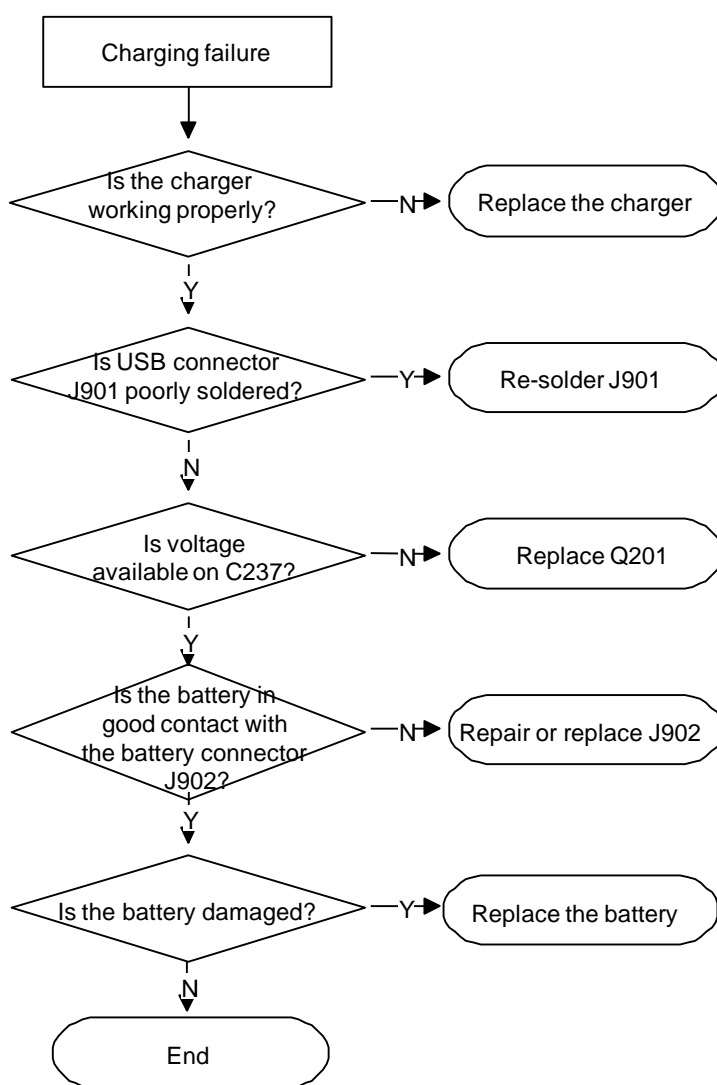 Charging failure
Is the charger
working properly?
N
Replace the charger
Y
Is USB connector
J901 poorly soldered?
Y
Re-solder J901
N
Is voltage
available on C237?
N
Replace Q201
Y
Is the battery in
good contact with
the battery connector
J902?
N
Repair or replace J902
Y
Is the battery damaged?
Y
Replace the battery
N
End